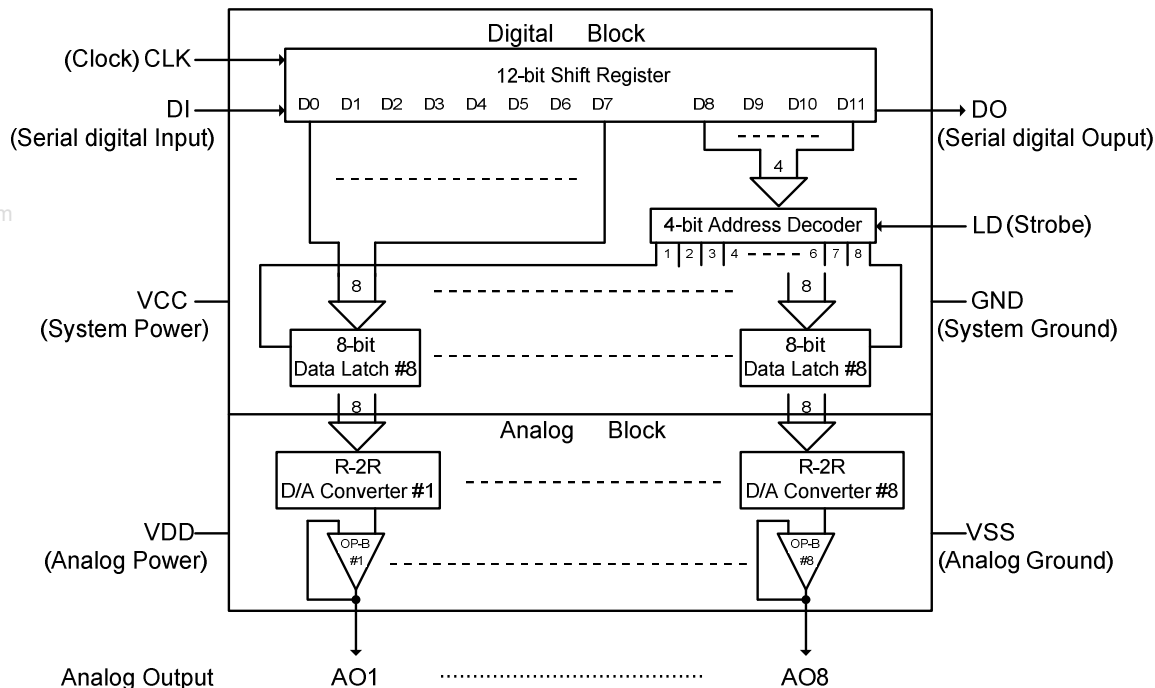 Digital Block
(Clock) CLK
12-bit Shift Register
DI
D0 D1 D2 D3 D4 D5 D6 D7 D8 D9 D10 D11
DO
(Serial digital Input)
(Serial digital Ouput)
4
m
4-bit Address Decoder
LD (Strobe)
1 2 3 4 6 7 8
8 8
VCC
(System Power)
GND
(System Ground)
8-bit
Data Latch #8
8-bit
Data Latch #8
8 8
Analog Block
R-2R
D/A Converter #1
R-2R
D/A Converter #8
VDD
(Analog Power)
OP-B
#1
OP-B
#8
VSS
(Analog Ground)
Analog Output AO1 AO8